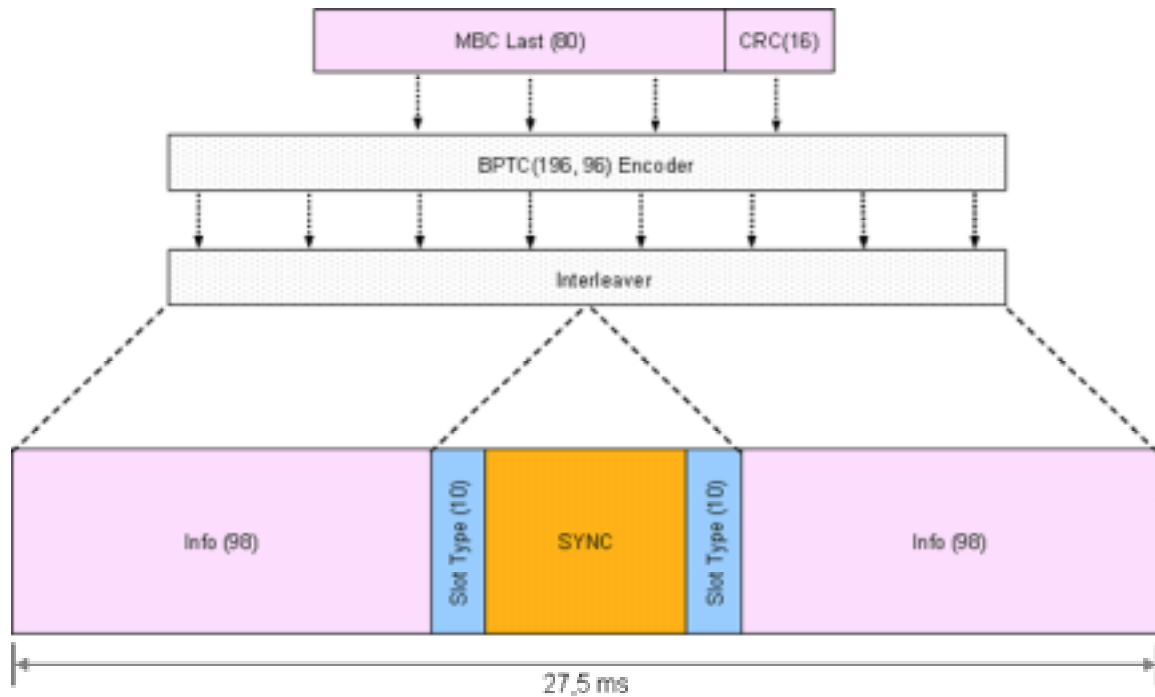 MBC Last (80)
CRC(16)
BPTC(196, 96) Encoder
Interleaver
Info (98)
Slot Type (10)
SYNC
Slot Type (10)
Info (98)
27,5 ms